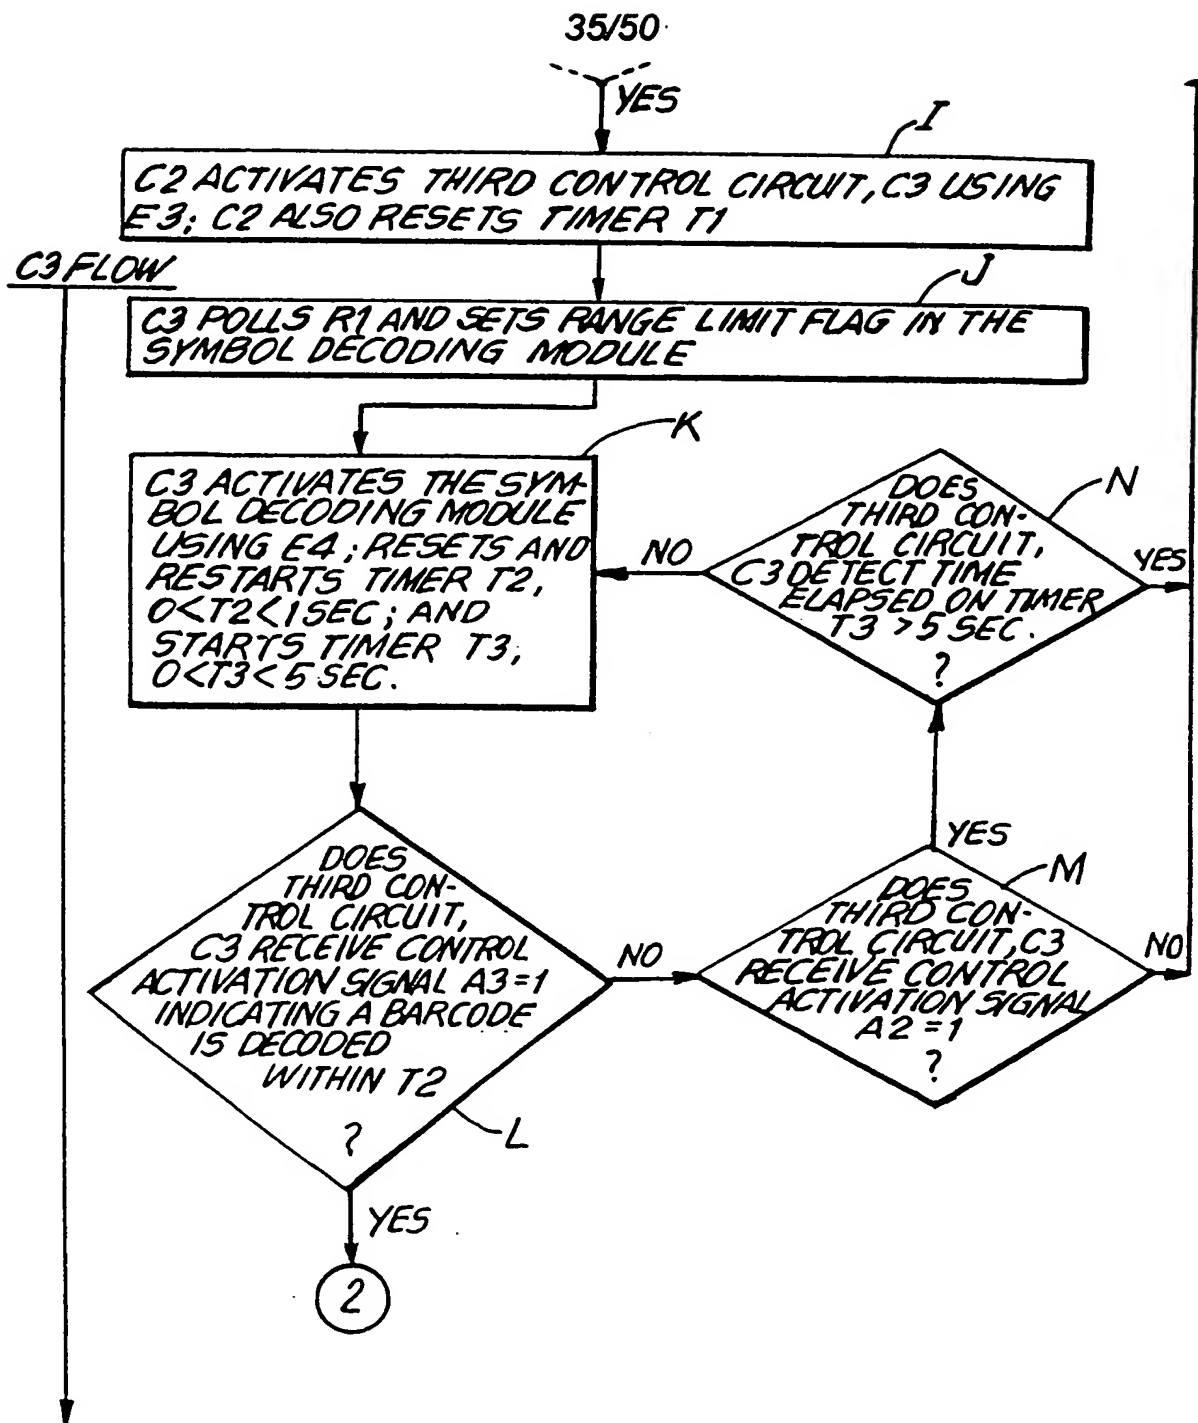 35/50
YES
I
C2 ACTIVATES THIRD CONTROL CIRCUIT, C3 USING
E3; C2 ALSO RESETS TIMER T1
C3 FLOW
J
C3 POLLS R1 AND SETS RANGE LIMIT FLAG IN THE
SYMBOL DECODING MODULE
K
C3 ACTIVATES THE SYM-
BOL DECODING MODULE
USING E4; RESETS AND
RESTARTS TIMER T2,
0<T2<1 SEC; AND
STARTS TIMER T3,
0<T3<5 SEC.
NO
DOES
THIRD CON-
TROL CIRCUIT,
C3 DETECT TIME
ELAPSED ON TIMER
T3 >5 SEC.
?
N
YES
DOES
THIRD CON-
TROL CIRCUIT,
C3 RECEIVE CONTROL
ACTIVATION SIGNAL A3=1
INDICATING A BARCODE
IS DECODED
WITHIN T2
?
L
NO
YES
M
DOES
THIRD CON-
TROL CIRCUIT, C3
RECEIVE CONTROL
ACTIVATION SIGNAL
A2=1
?
NO
YES
2